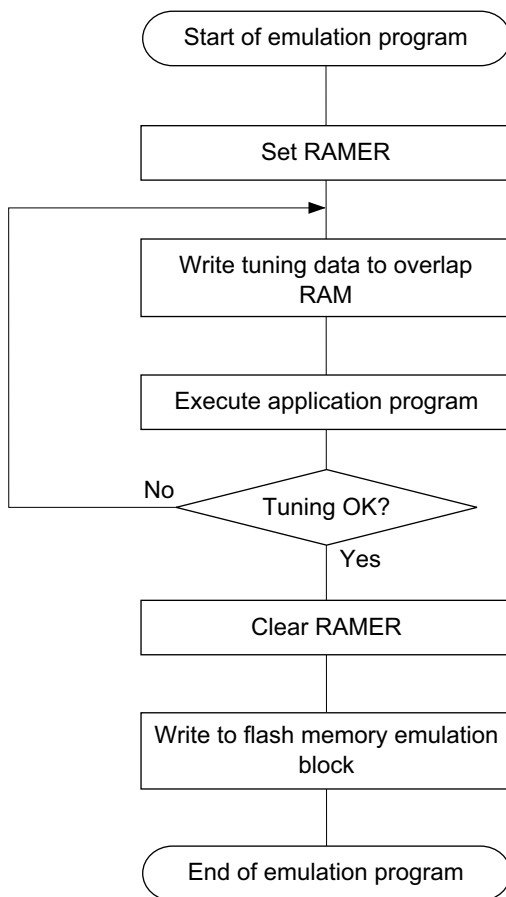 Start of emulation program
Set RAMER
Write tuning data to overlap
RAM
Execute application program
No
Tuning OK?
Yes
Clear RAMER
Write to flash memory emulation
block
End of emulation program